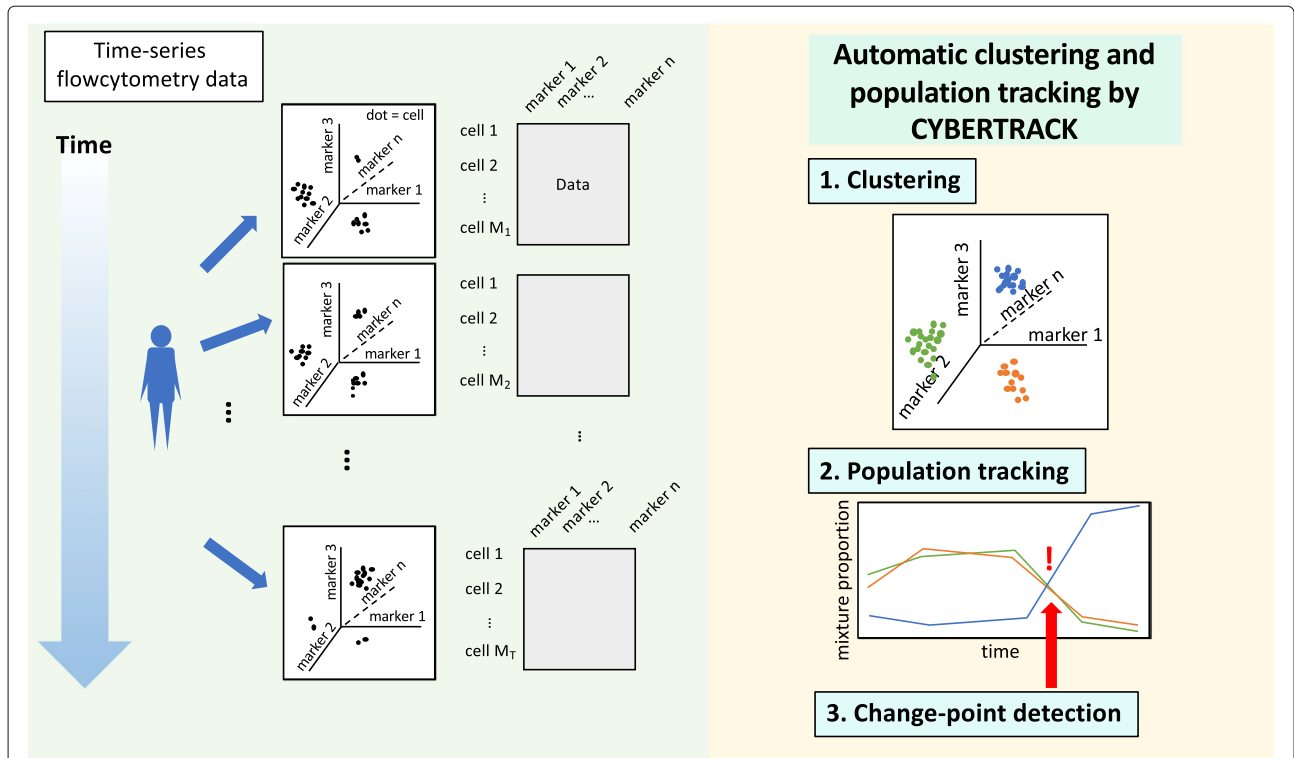 Time-series
flowcytometry data
Time
dot = cell
marker 3
marker n
marker 1
marker 2
marker 1
marker 2
...
marker n
cell 1
cell 2
...
cell M1
Data
marker 3
marker n
marker 1
marker 2
cell 1
cell 2
...
cell M2
...
...
...
marker 1
marker 2
...
marker n
marker 3
marker n
marker 1
marker 2
cell 1
cell 2
...
cell MT
Automatic clustering and
population tracking by
CYBERTRACK
1. Clustering
marker 3
marker n
marker 1
marker 2
2. Population tracking
mixture proportion
!
time
3. Change-point detection